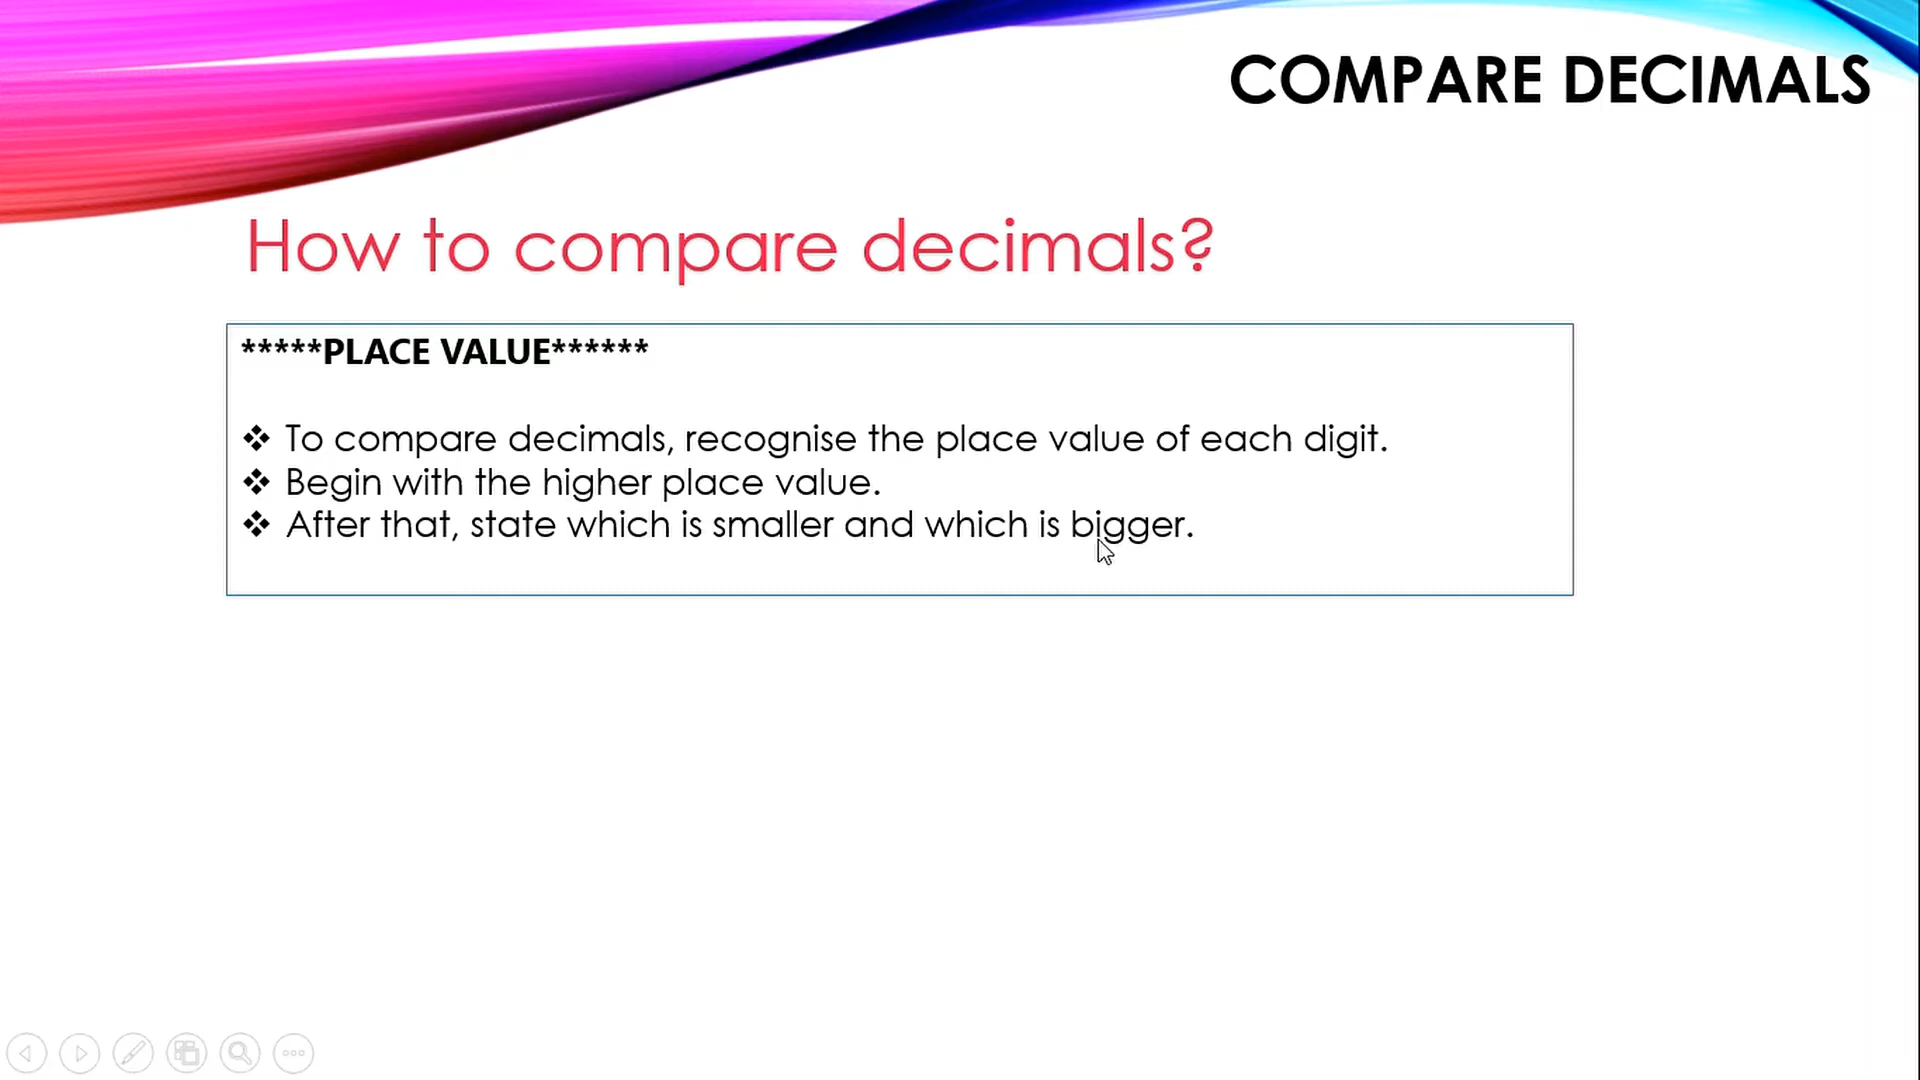 COMPARE DECIMALS
How to compare decimals?
*****PLACE VALUE******
❖ To compare decimals, recognise the place value of each digit.
❖ Begin with the higher place value.
❖ After that, state which is smaller and which is bigger.